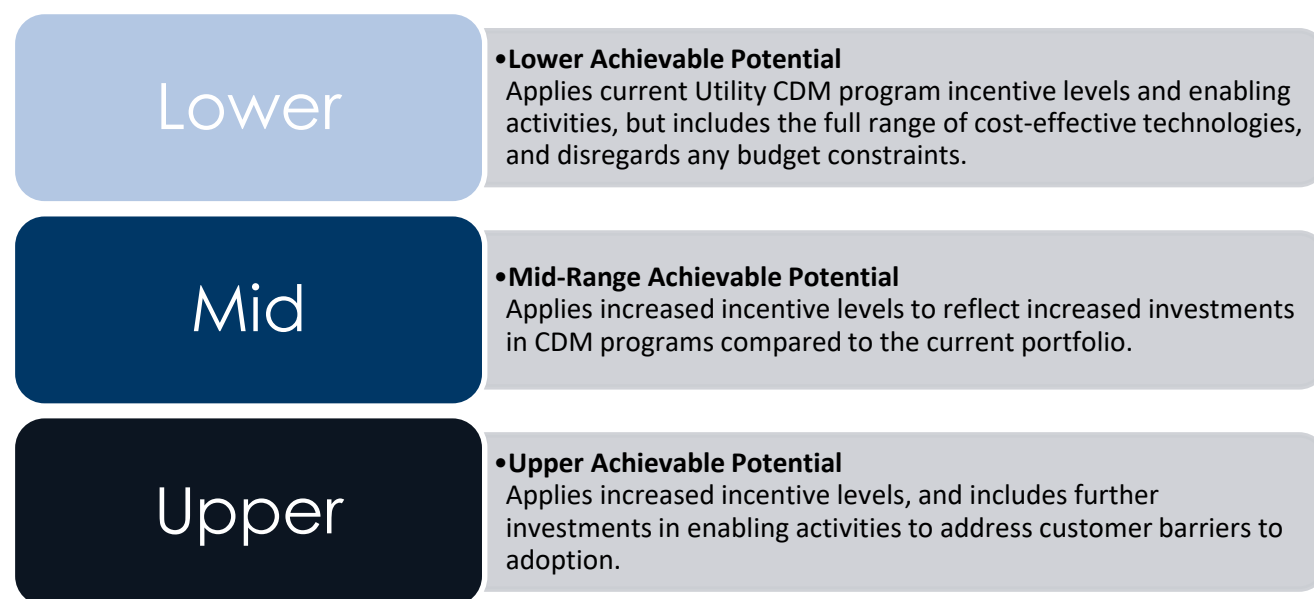 Lower
•Lower Achievable Potential
Applies current Utility CDM program incentive levels and enabling
activities, but includes the full range of cost-effective technologies,
and disregards any budget constraints.
Mid
•Mid-Range Achievable Potential
Applies increased incentive levels to reflect increased investments
in CDM programs compared to the current portfolio.
Upper
•Upper Achievable Potential
Applies increased incentive levels, and includes further
investments in enabling activities to address customer barriers to
adoption.